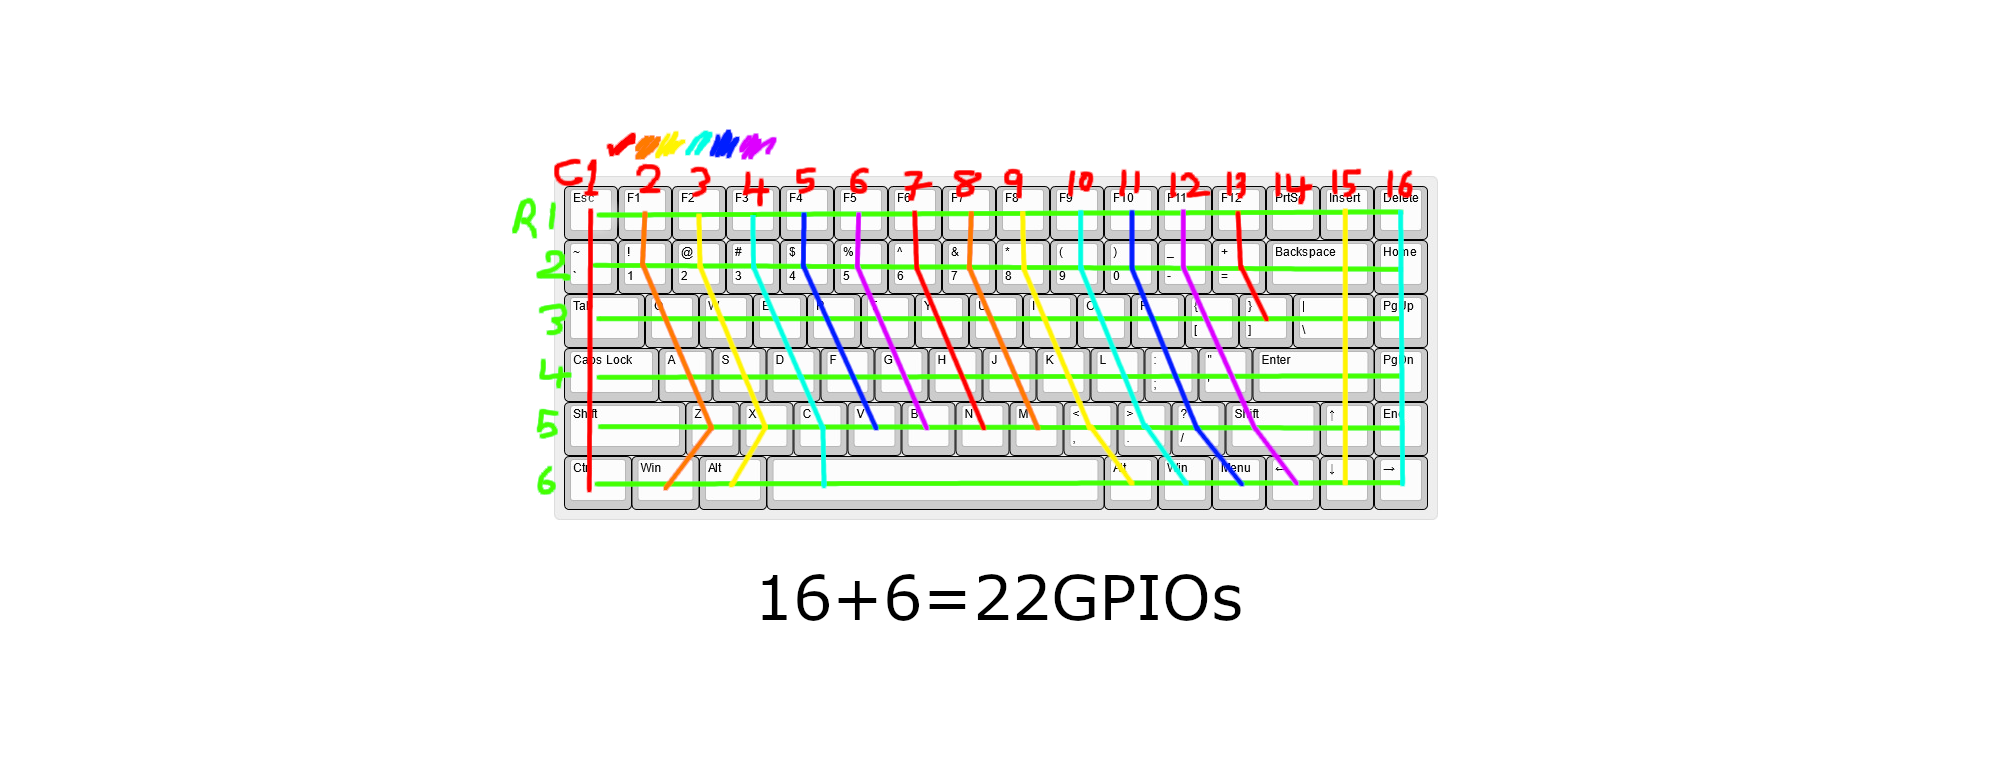 C1 2 3 4 5 6 7 8 9 10 11 12 13 14 15 16
R1
Esc F1 F2 F3 F4 F5 F6 F7 F8 F9 F10 F11 F12 PrtSc Insert Delete
2
~ ! @ # $ % ^ & * ( ) _ + Backspace Home
` 1 2 3 4 5 6 7 8 9 0 - =
3
Tab Q W E R Y U I O P { } | PgUp
[ ] \
4
Caps Lock A S D F G H J K L : " Enter PgDn
; '
5
Shift Z X C V B N M < > ? Shift ↑ End
, . /
6
Ctrl Win Alt Alt Win Menu ← ↓ →
16+6=22GPIOs